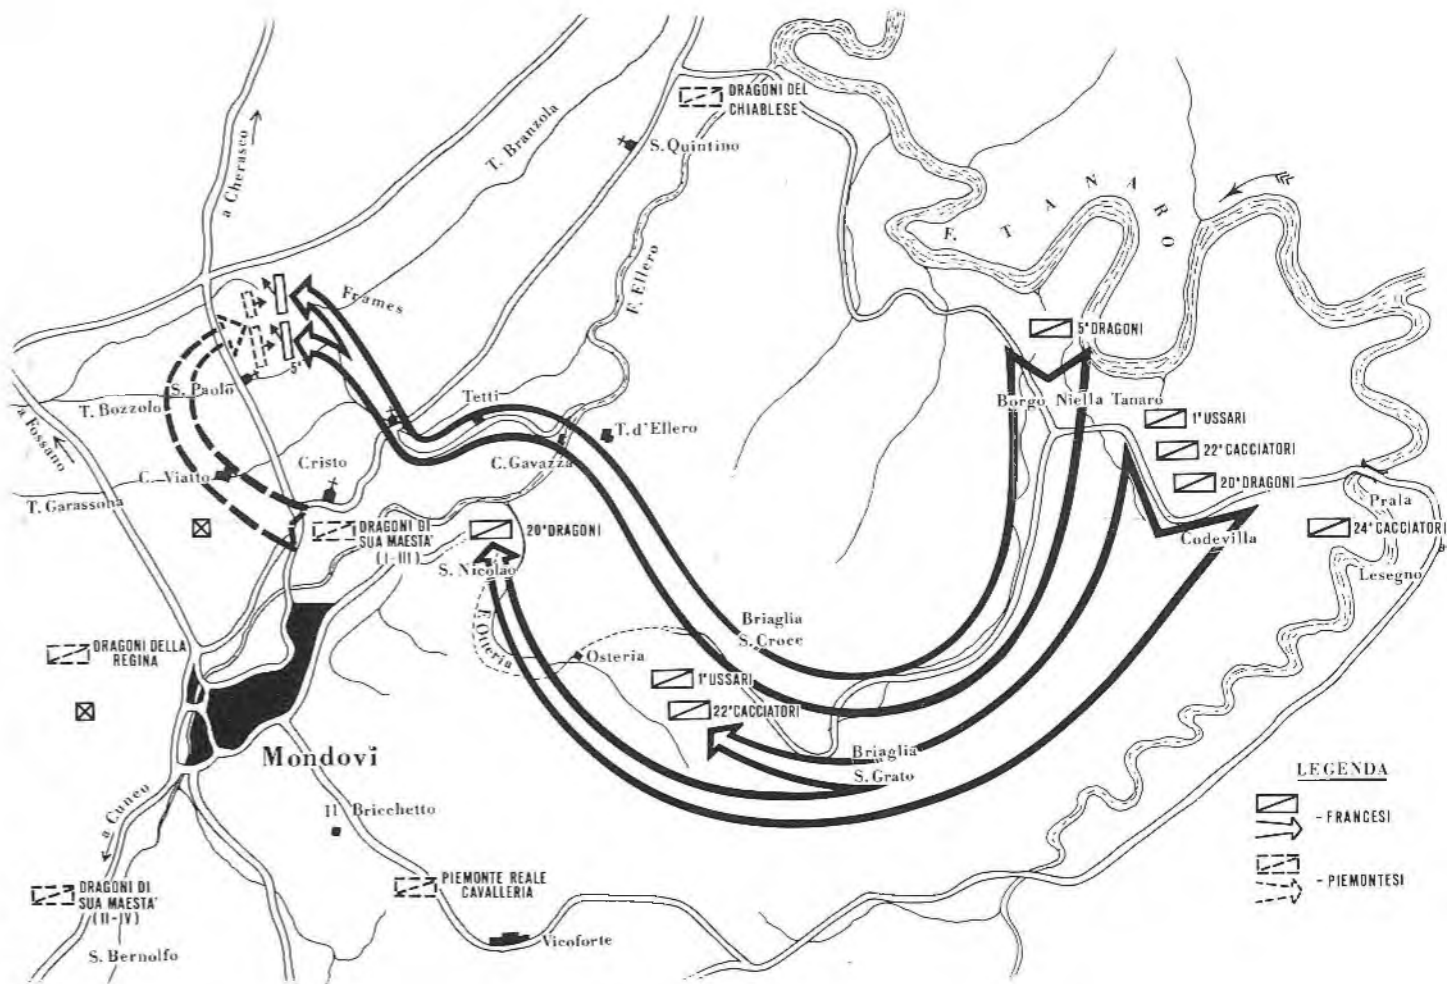 DRAGONI DEL
CHIABLESE
a Cherasco
T. Branzola
S. Quintino
F. TANARO
F. Ellero
Frames
5° DRAGONI
5°
S. Paolo
T. Bozzolo
a Fossano
Tetti
T. d'Ellero
Borgo Niella Tanaro
1° USSARI
22° CACCIATORI
20° DRAGONI
C. Viatto
Cristo
C. Gavazza
T. Garassona
Prala
DRAGONI DI
SUA MAESTA'
(I-III)
20° DRAGONI
24° CACCIATORI
Codevilla
S. Nicolao
Lesegno
F. Otteria
Briaglia
S. Croce
DRAGONI DELLA
REGINA
Osteria
1° USSARI
22° CACCIATORI
Mondovì
Briaglia
S. Grato
LEGENDA
- FRANCESI
- PIEMONTESI
Il Bricchetto
a Cuneo
DRAGONI DI
SUA MAESTA'
(II-IV)
PIEMONTE REALE
CAVALLERIA
Vicoforte
S. Bernolfo